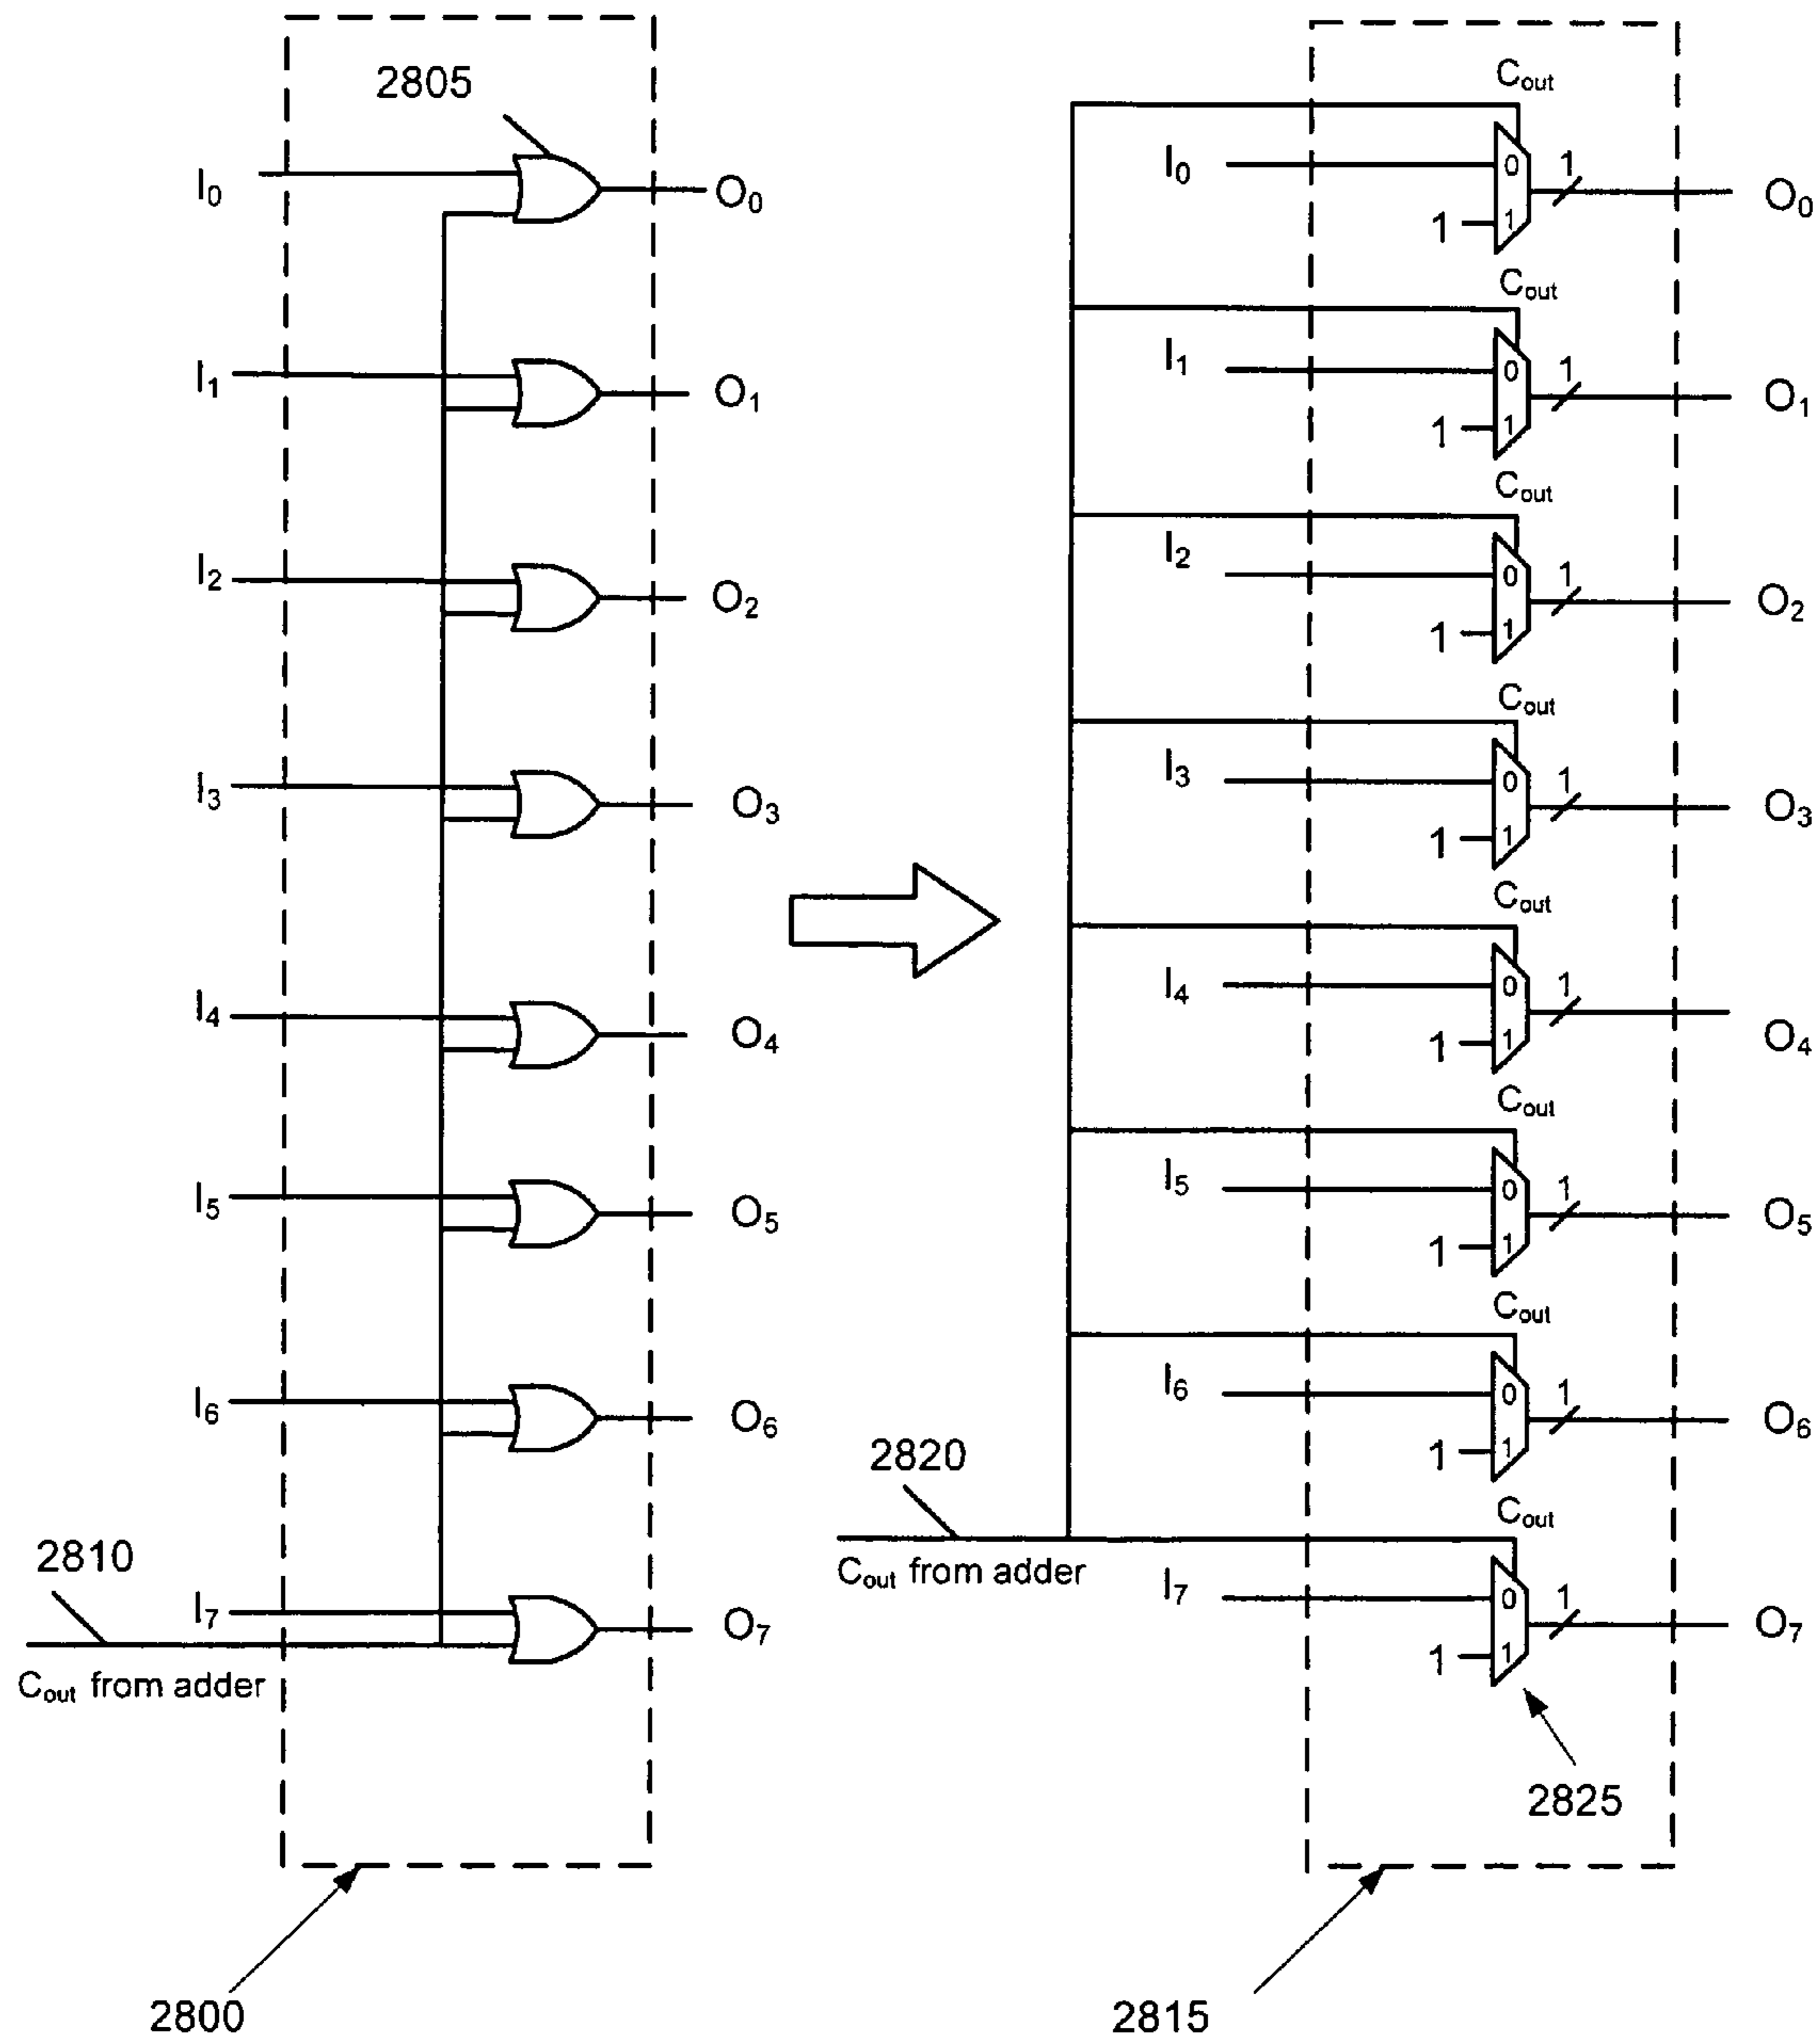 2805
I₀ O₀
I₁ O₁
I₂ O₂
I₃ O₃
I₄ O₄
I₅ O₅
I₆ O₆
2810
I₇ O₇
Cout from adder
2800
Cout
I₀ 0 1 O₀
1 1
Cout
I₁ 0 1 O₁
1 1
Cout
I₂ 0 1 O₂
1 1
Cout
I₃ 0 1 O₃
1 1
Cout
I₄ 0 1 O₄
1 1
Cout
I₅ 0 1 O₅
1 1
Cout
I₆ 0 1 O₆
1 1
2820
Cout
Cout from adder
I₇ 0 1 O₇
1 1
2825
2815